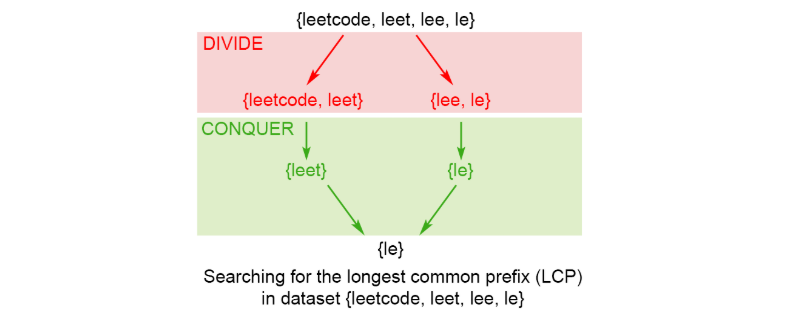 {leetcode, leet, lee, le}
DIVIDE
{leetcode, leet}
{lee, le}
CONQUER
{leet}
{le}
{le}
Searching for the longest common prefix (LCP)
in dataset {leetcode, leet, lee, le}